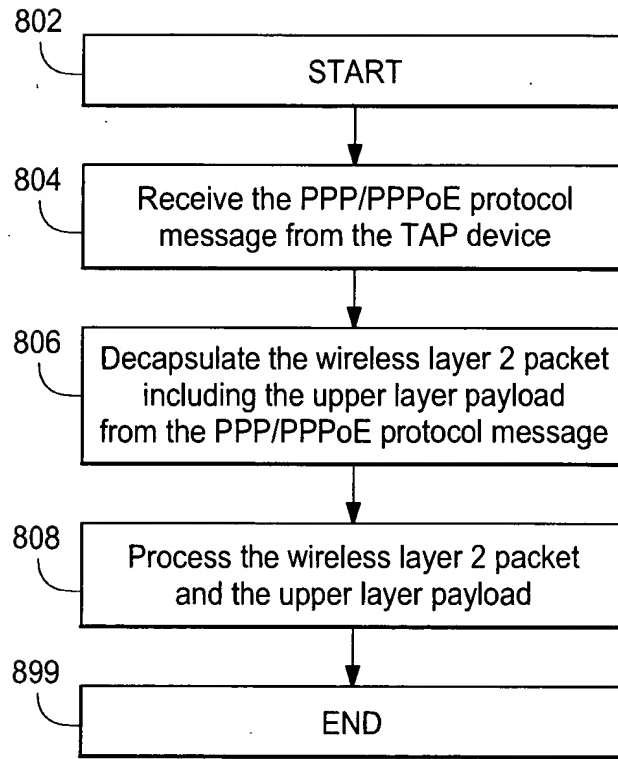 802
START
804
Receive the PPP/PPPoE protocol
message from the TAP device
806
Decapsulate the wireless layer 2 packet
including the upper layer payload
from the PPP/PPPoE protocol message
808
Process the wireless layer 2 packet
and the upper layer payload
899
END